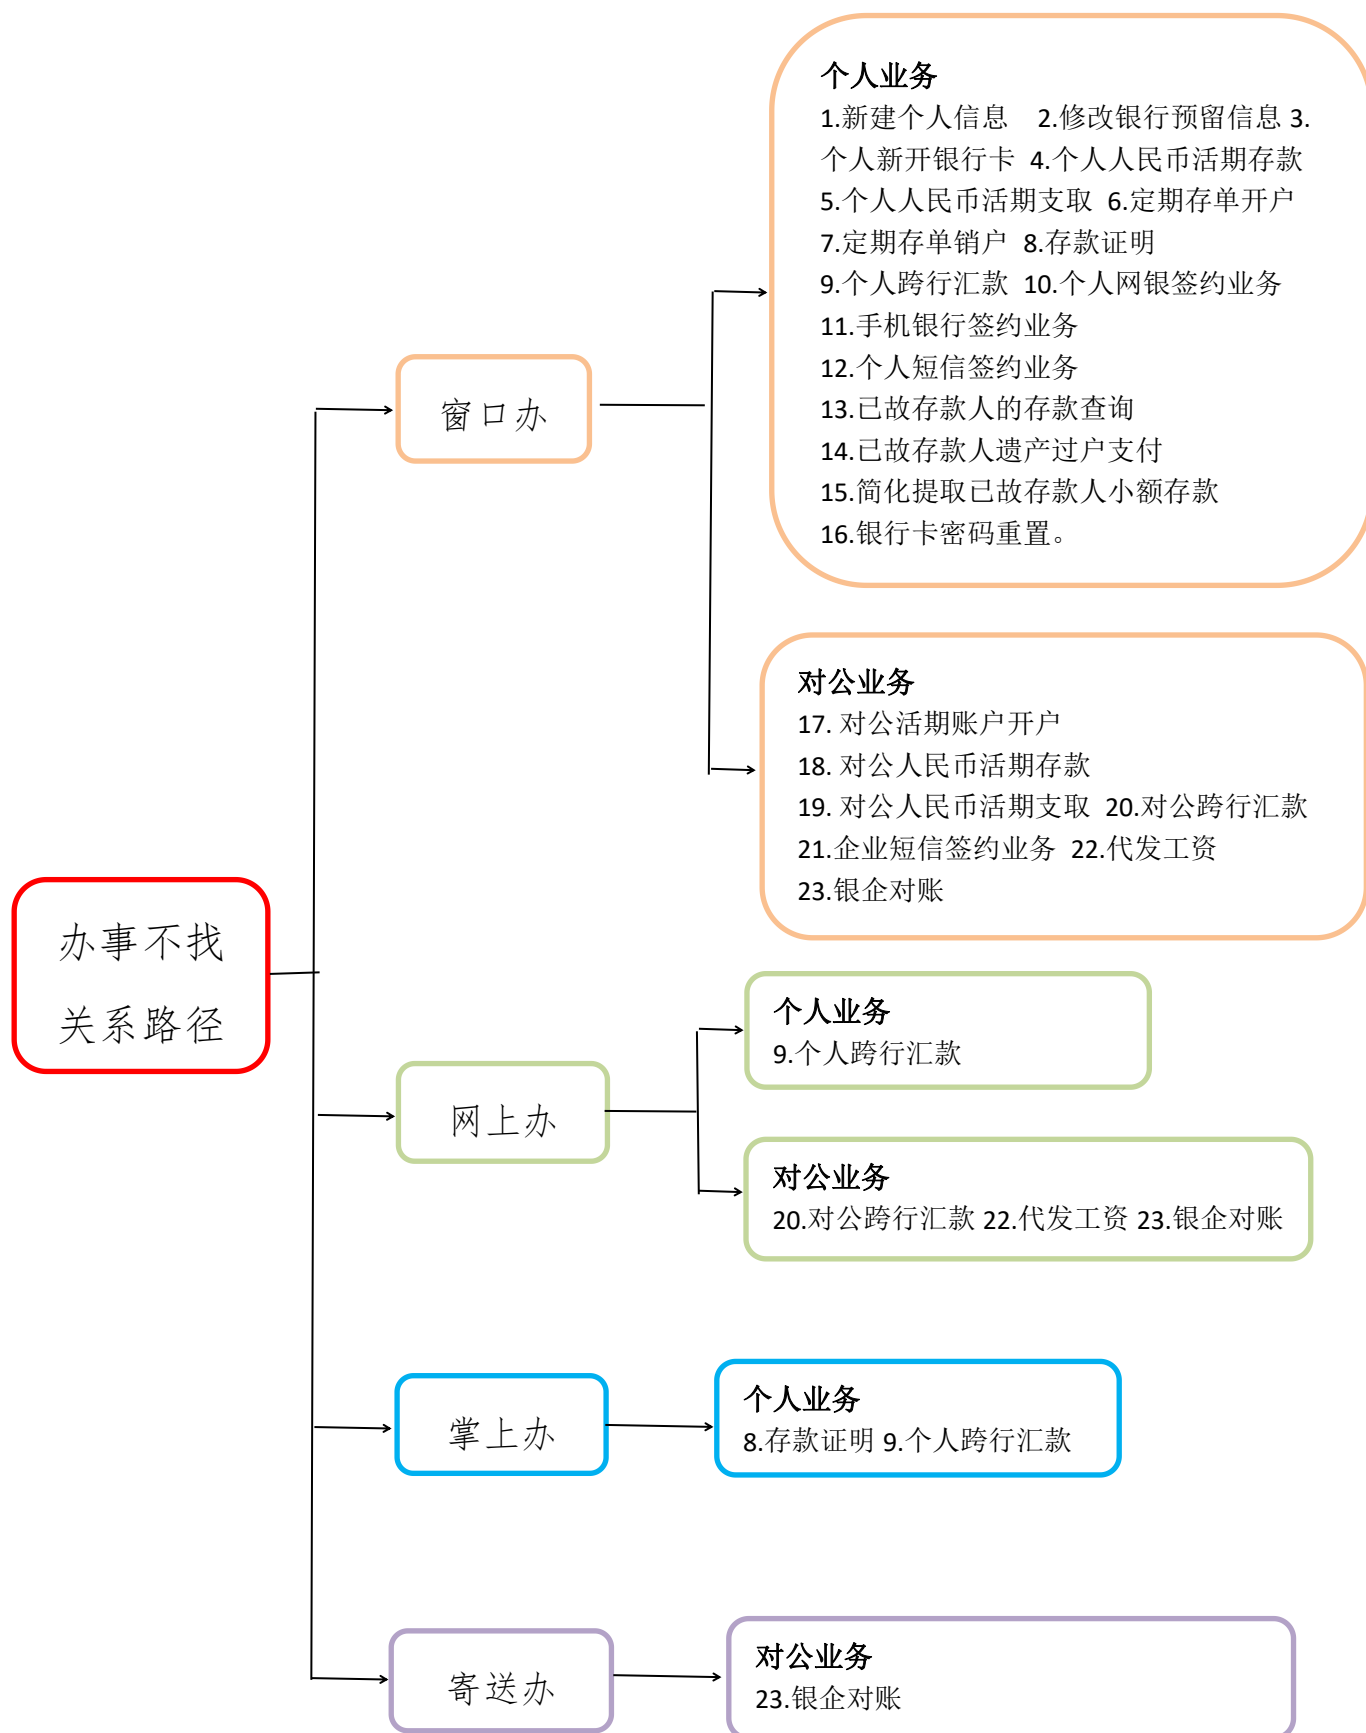 个人业务
1.新建个人信息 2.修改银行预留信息 3.
个人新开银行卡 4.个人人民币活期存款
5.个人人民币活期支取 6.定期存单开户
7.定期存单销户 8.存款证明
9.个人跨行汇款 10.个人网银签约业务
11.手机银行签约业务
12.个人短信签约业务
13.已故存款人的存款查询
14.已故存款人遗产过户支付
15.简化提取已故存款人小额存款
16.银行卡密码重置。
窗口办
对公业务
17. 对公活期账户开户
18. 对公人民币活期存款
19. 对公人民币活期支取 20.对公跨行汇款
21.企业短信签约业务 22.代发工资
23.银企对账
办事不找
关系路径
网上办
个人业务
9.个人跨行汇款
对公业务
20.对公跨行汇款 22.代发工资 23.银企对账
掌上办
个人业务
8.存款证明 9.个人跨行汇款
寄送办
对公业务
23.银企对账